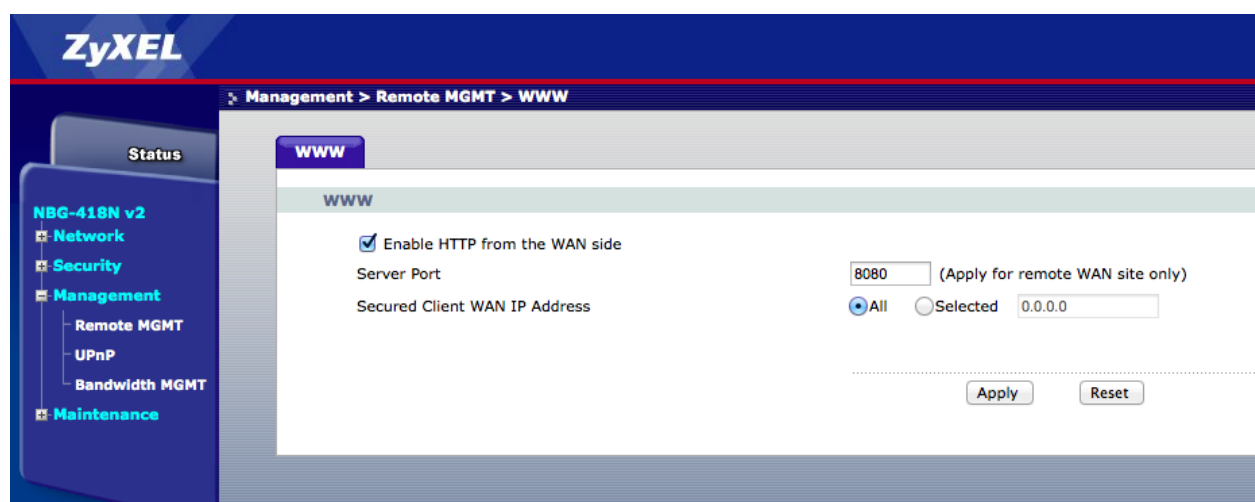 ZyXEL
Management > Remote MGMT > WWW
Status
WWW
NBG-418N v2
Network
Security
Management
Remote MGMT
UPnP
Bandwidth MGMT
Maintenance
WWW
Enable HTTP from the WAN side
Server Port 8080 (Apply for remote WAN site only)
Secured Client WAN IP Address All Selected 0.0.0.0
Apply Reset